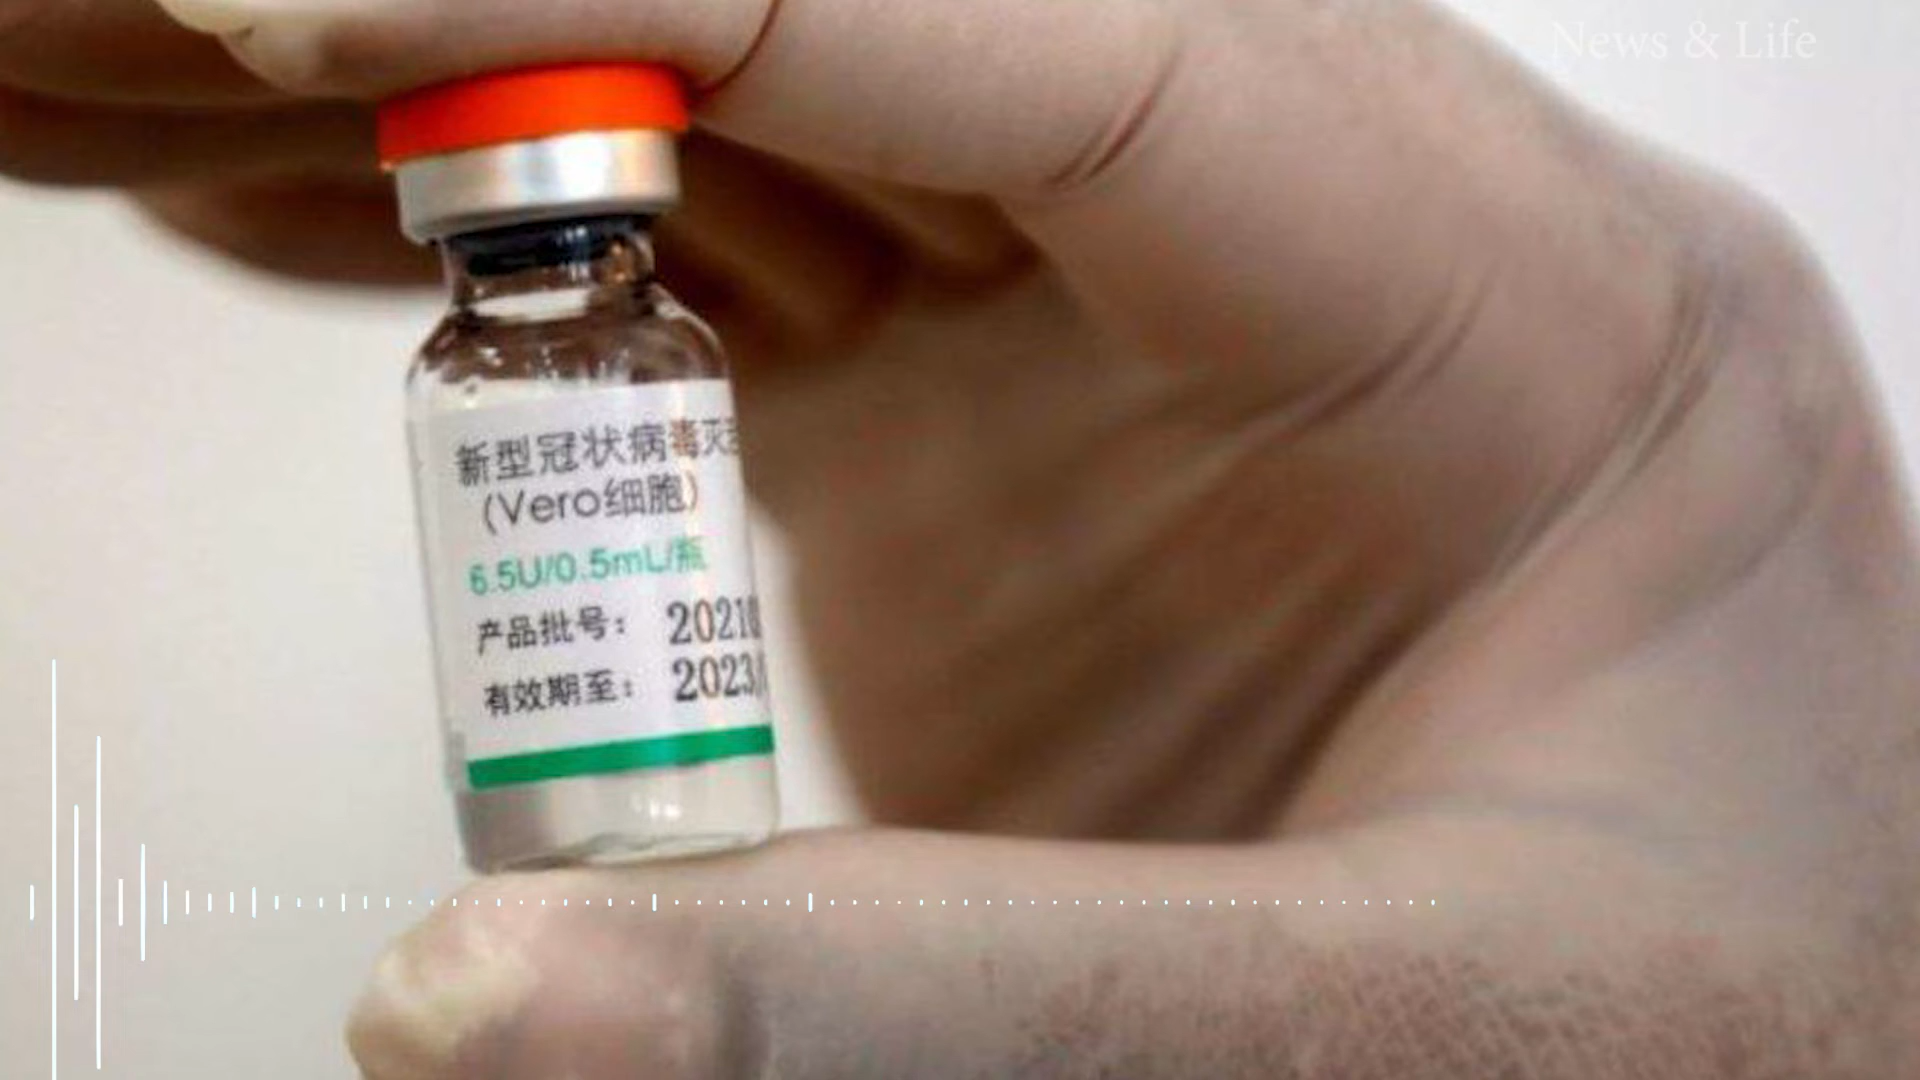 News & Life
新型冠状病毒灭
(Vero细胞)
6.5U/0.5mL/瓶
产品批号： 2021
有效期至： 2023/